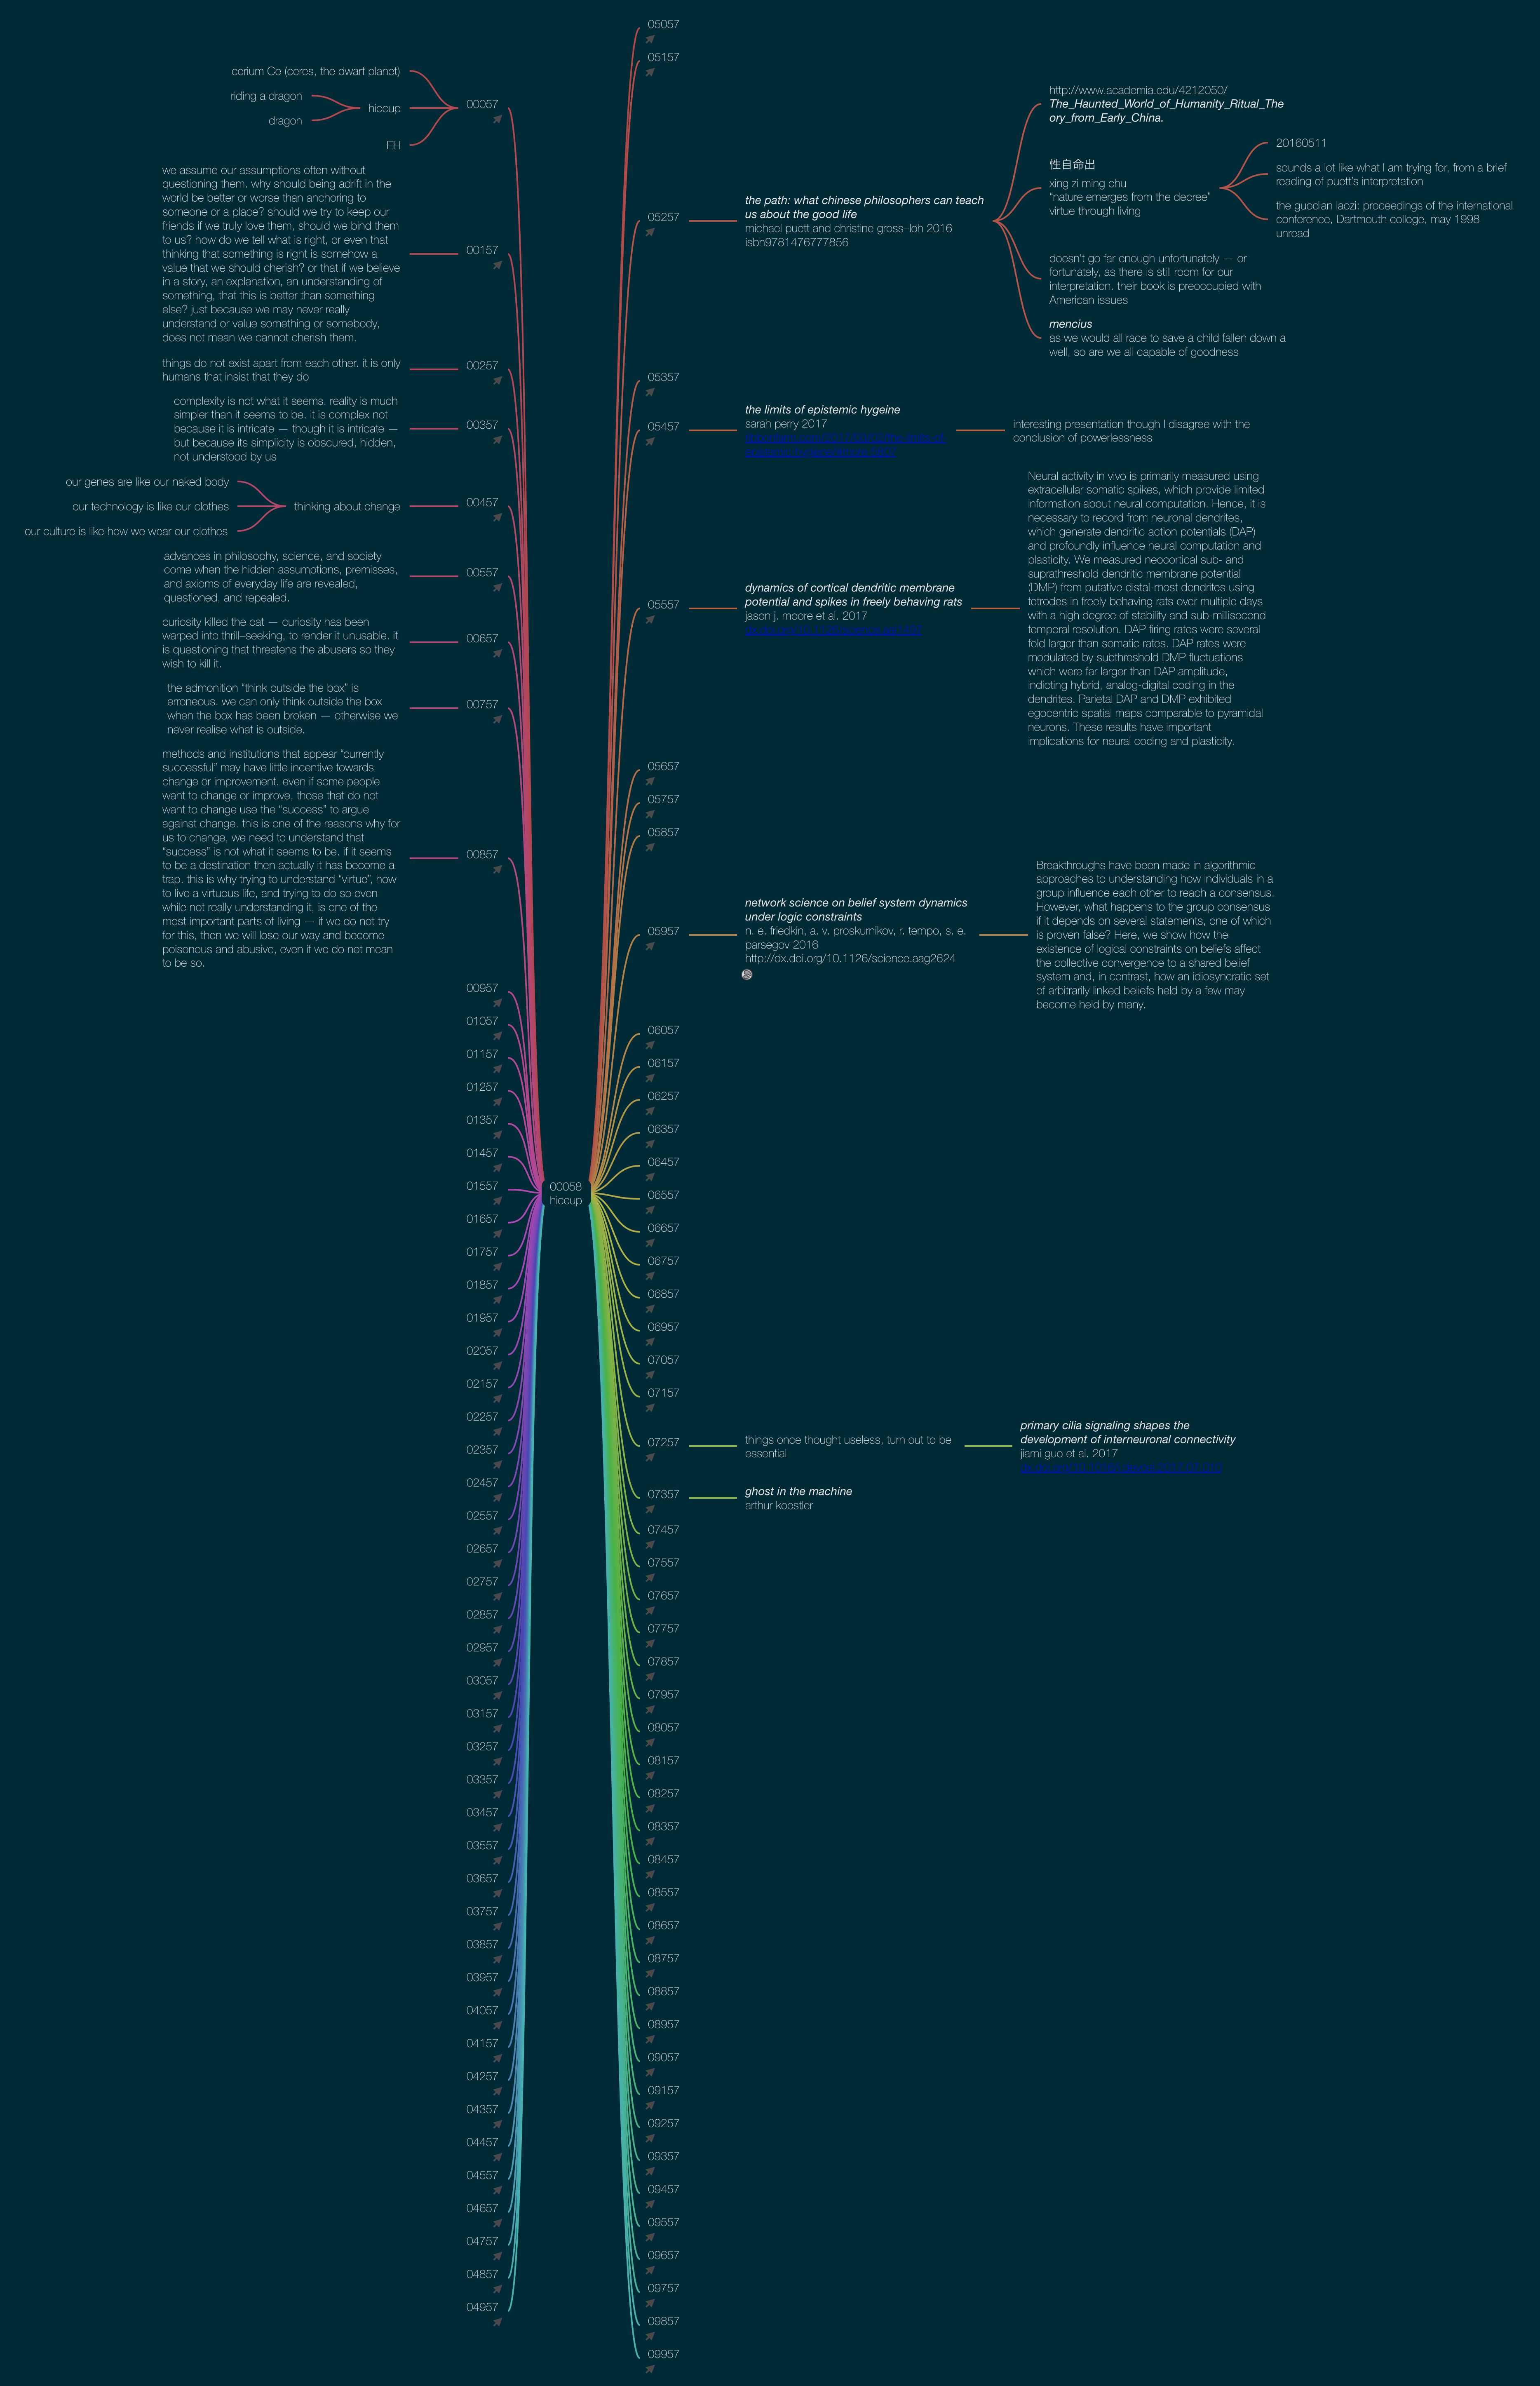 cerium Ce (ceres, the dwarf planet)
riding a dragon
dragon
hiccup
EH
00057
we assume our assumptions often without
questioning them. why should being adrift in the
world be better or worse than anchoring to
someone or a place? should we try to keep our
friends if we truly love them, should we bind them
to us? how do we tell what is right, or even that
thinking that something is right is somehow a
value that we should cherish? or that if we believe
in a story, an explanation, an understanding of
something, that this is better than something
else? just because we may never really
understand or value something or somebody,
does not mean we cannot cherish them.
00157
things do not exist apart from each other. it is only
humans that insist that they do
00257
complexity is not what it seems. reality is much
simpler than it seems to be. it is complex not
because it is intricate — though it is intricate —
but because its simplicity is obscured, hidden,
not understood by us
00357
our genes are like our naked body
our technology is like our clothes
our culture is like how we wear our clothes
thinking about change
00457
advances in philosophy, science, and society
come when the hidden assumptions, premises,
and axioms of everyday life are revealed,
questioned, and repealed.
00557
curiosity killed the cat — curiosity has been
warped into thrill–seeking, to render it unusable. it
is questioning that threatens the abusers so they
wish to kill it.
00657
the admonition “think outside the box” is
erroneous. we can only think outside the box
when the box has been broken — otherwise we
never realise what is outside.
00757
methods and institutions that appear “currently
successful” may have little incentive towards
change or improvement. even if some people
want to change or improve, those that do not
want to change use the “success” to argue
against change. this is one of the reasons why for
us to change, we need to understand that
“success” is not what it seems to be. if it seems
to be a destination then actually it has become a
trap. this is why trying to understand “virtue”, how
to live a virtuous life, and trying to do so even
while not really understanding it, is one of the
most important parts of living — if we do not try
for this, then we will lose our way and become
poisonous and abusive, even if we do not mean
to be so.
00857
00957
01057
01157
01257
01357
01457
01557
01657
01757
01857
01957
02057
02157
02257
02357
02457
02557
02657
02757
02857
02957
03057
03157
03257
03357
03457
03557
03657
03757
03857
03957
04057
04157
04257
04357
04457
04557
04657
04757
04857
04957
00058
hiccup
05057
05157
05257
the path: what chinese philosophers can teach
us about the good life
michael puett and christine gross–loh 2016
isbn9781476777856
http://www.academia.edu/4212050/
The_Haunted_World_of_Humanity_Ritual_The
ory_from_Early_China.
性自命出
xing zi ming chu
“nature emerges from the decree”
virtue through living
20160511
sounds a lot like what I am trying for, from a brief
reading of puett’s interpretation
the guodian laozi: proceedings of the international
conference, Dartmouth college, may 1998
unread
doesn't go far enough unfortunately — or
fortunately, as there is still room for our
interpretation. their book is preoccupied with
American issues
mencius
as we would all race to save a child fallen down a
well, so are we all capable of goodness
05357
05457
the limits of epistemic hygeine
sarah perry 2017
interesting presentation though I disagree with the
conclusion of powerlessness
05557
dynamics of cortical dendritic membrane
potential and spikes in freely behaving rats
jason j. moore et al. 2017
Neural activity in vivo is primarily measured using
extracellular somatic spikes, which provide limited
information about neural computation. Hence, it is
necessary to record from neuronal dendrites,
which generate dendritic action potentials (DAP)
and profoundly influence neural computation and
plasticity. We measured neocortical sub- and
suprathreshold dendritic membrane potential
(DMP) from putative distal-most dendrites using
tetrodes in freely behaving rats over multiple days
with a high degree of stability and sub-millisecond
temporal resolution. DAP firing rates were several
fold larger than somatic rates. DAP rates were
modulated by subthreshold DMP fluctuations
which were far larger than DAP amplitude,
indicting hybrid, analog-digital coding in the
dendrites. Parietal DAP and DMP exhibited
egocentric spatial maps comparable to pyramidal
neurons. These results have important
implications for neural coding and plasticity.
05657
05757
05857
05957
network science on belief system dynamics
under logic constraints
n. e. friedkin, a. v. proskurnikov, r. tempo, s. e.
parsegov 2016
http://dx.doi.org/10.1126/science.aag2624
Breakthroughs have been made in algorithmic
approaches to understanding how individuals in a
group influence each other to reach a consensus.
However, what happens to the group consensus
if it depends on several statements, one of which
is proven false? Here, we show how the
existence of logical constraints on beliefs affect
the collective convergence to a shared belief
system and, in contrast, how an idiosyncratic set
of arbitrarily linked beliefs held by a few may
become held by many.
06057
06157
06257
06357
06457
06557
06657
06757
06857
06957
07057
07157
07257
things once thought useless, turn out to be
essential
primary cilia signaling shapes the
development of interneuronal connectivity
jiami guo et al. 2017
07357
ghost in the machine
arthur koestler
07457
07557
07657
07757
07857
07957
08057
08157
08257
08357
08457
08557
08657
08757
08857
08957
09057
09157
09257
09357
09457
09557
09657
09757
09857
09957